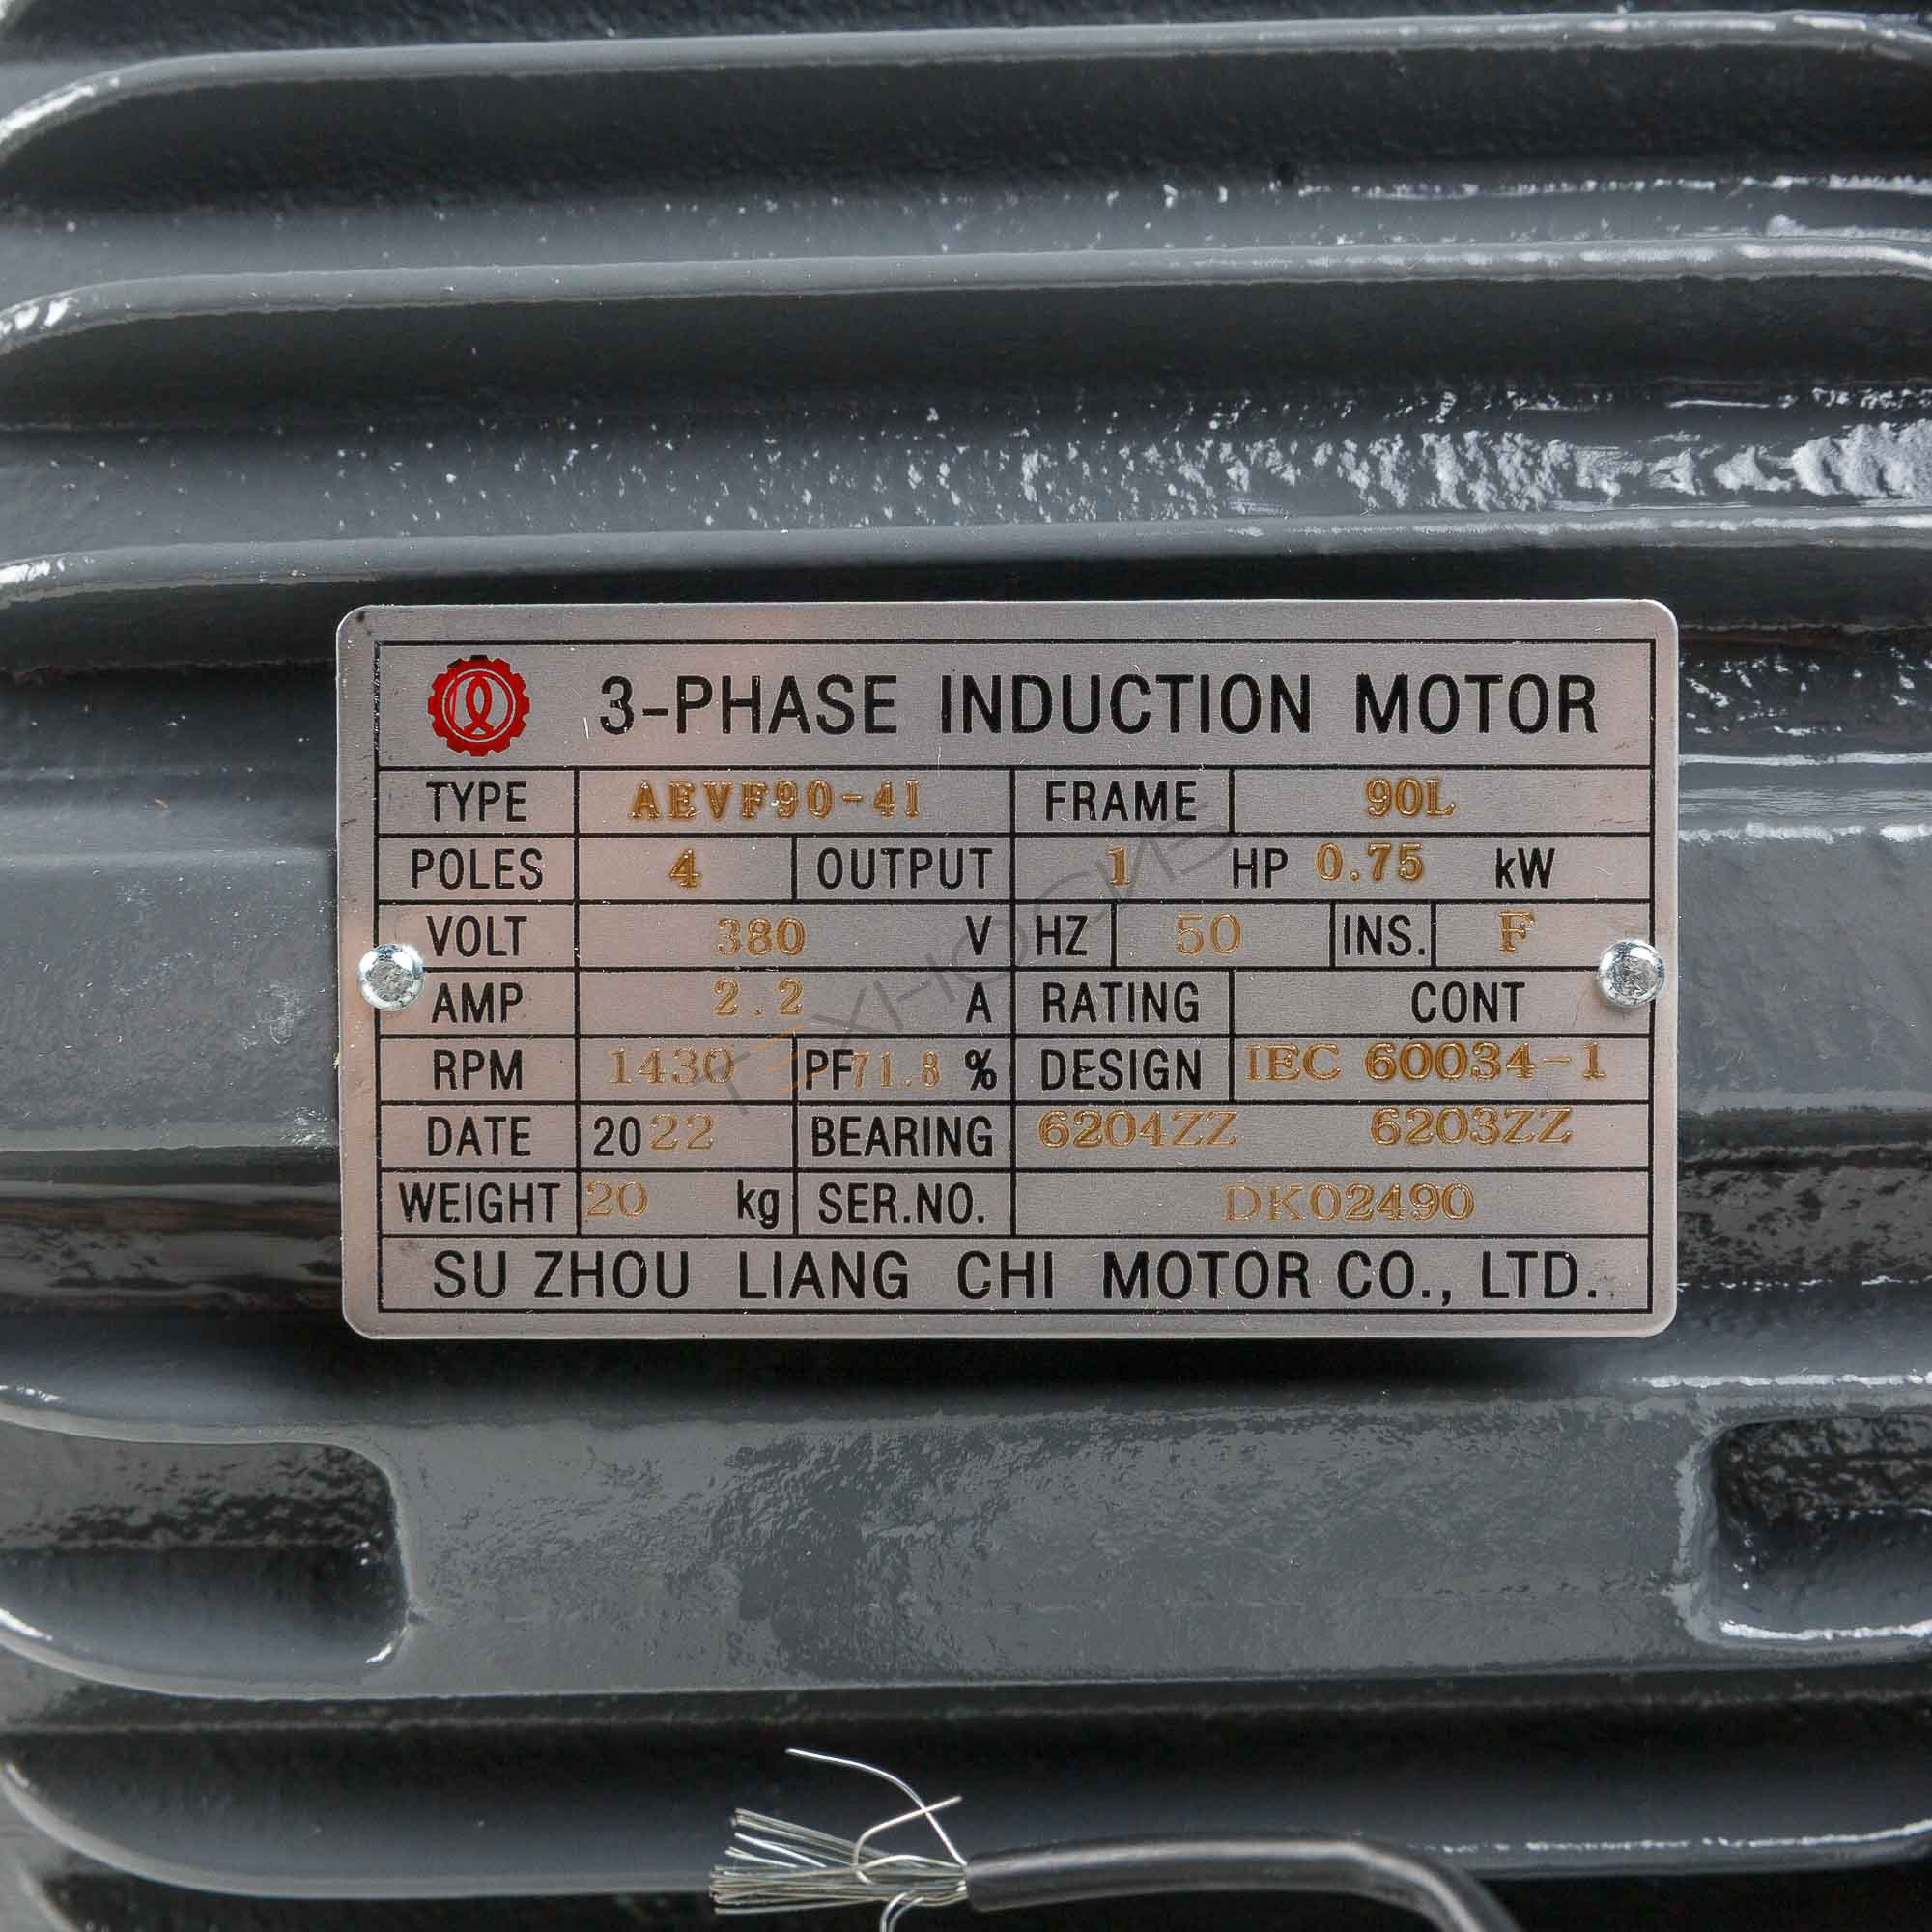 3-PHASE INDUCTION MOTOR
TYPE AEVF90-4I FRAME 90L
POLES 4 OUTPUT 1 HP 0.75 kW
VOLT 380 V HZ 50 INS. F
AMP 2.2 A RATING CONT
RPM 1430 PF 71.8 % DESIGN IEC 60034-1
DATE 2022 BEARING 6204ZZ 6203ZZ
WEIGHT 20 kg SER.NO. DK02490
SU ZHOU LIANG CHI MOTOR CO., LTD.